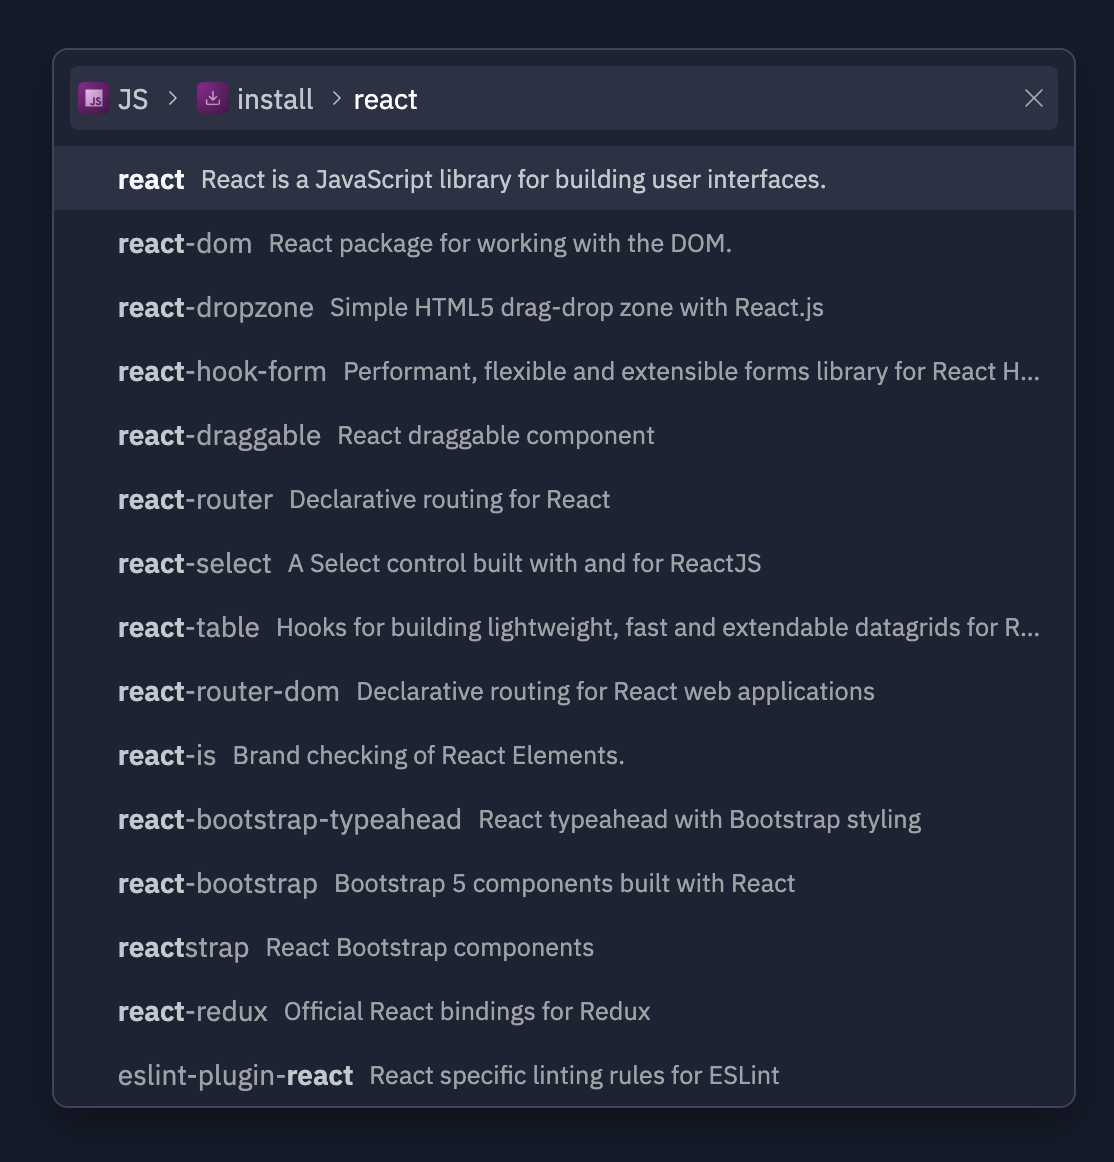 JS > install > react
react React is a JavaScript library for building user interfaces.
react-dom React package for working with the DOM.
react-dropzone Simple HTML5 drag-drop zone with React.js
react-hook-form Performant, flexible and extensible forms library for React H...
react-draggable React draggable component
react-router Declarative routing for React
react-select A Select control built with and for ReactJS
react-table Hooks for building lightweight, fast and extendable datagrids for R...
react-router-dom Declarative routing for React web applications
react-is Brand checking of React Elements.
react-bootstrap-typeahead React typeahead with Bootstrap styling
react-bootstrap Bootstrap 5 components built with React
reactstrap React Bootstrap components
react-redux Official React bindings for Redux
eslint-plugin-react React specific linting rules for ESLint